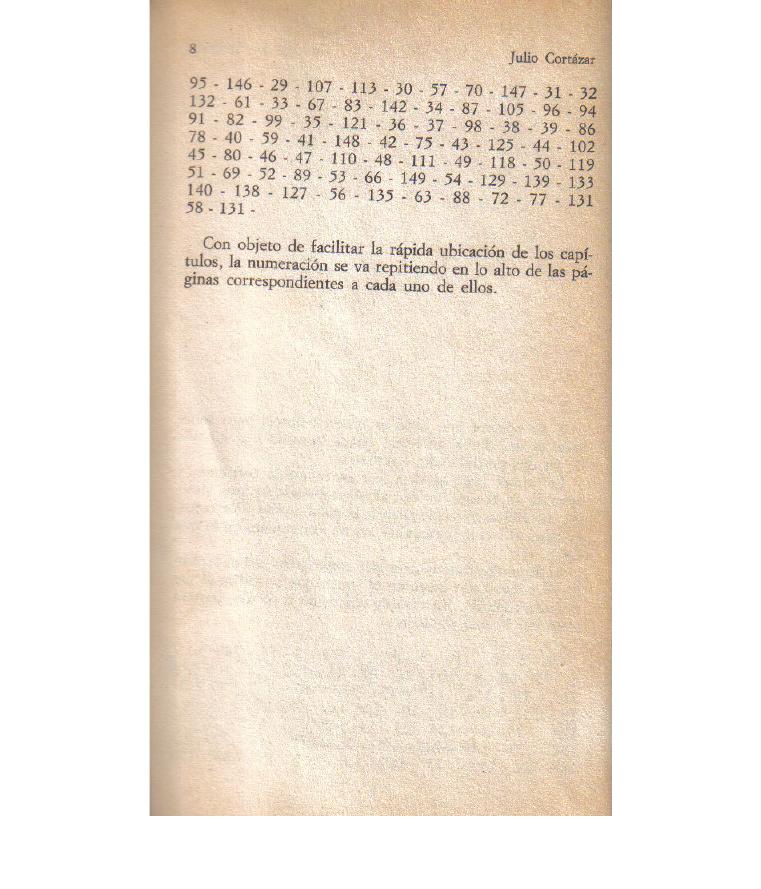 8
Julio Cortázar
95 - 146 - 29 - 107 - 113 - 30 - 57 - 70 - 147 - 31 - 32
132 - 61 - 33 - 67 - 83 - 142 - 34 - 87 - 105 - 96 - 94
91 - 82 - 99 - 35 - 121 - 36 - 37 - 98 - 38 - 39 - 86
78 - 40 - 59 - 41 - 148 - 42 - 75 - 43 - 125 - 44 - 102
45 - 80 - 46 - 47 - 110 - 48 - 111 - 49 - 118 - 50 - 119
51 - 69 - 52 - 89 - 53 - 66 - 149 - 54 - 129 - 139 - 133
140 - 138 - 127 - 56 - 135 - 63 - 88 - 72 - 77 - 131
58 - 131 -
Con objeto de facilitar la rápida ubicación de los capí-
tulos, la numeración se va repitiendo en lo alto de las pá-
ginas correspondientes a cada uno de ellos.